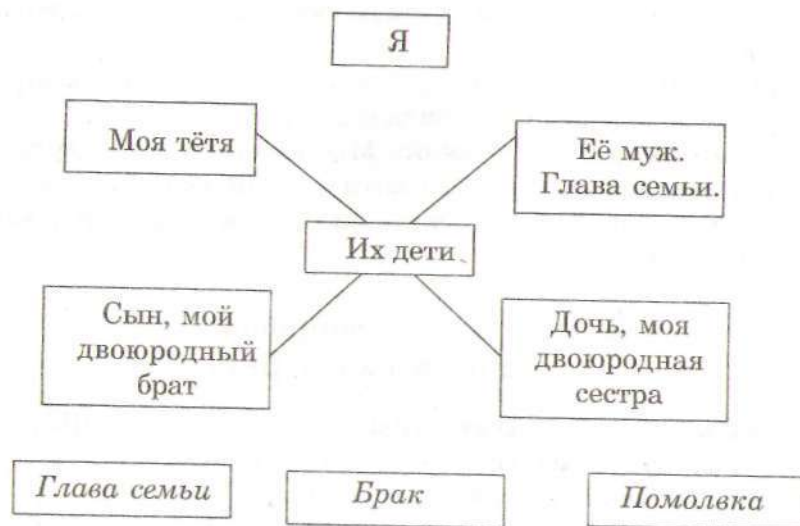 Я
Моя тётя
Её муж.
Глава семьи.
Их дети
Сын, мой
двоюродный
брат
Дочь, моя
двоюродная
сестра
Глава семьи
Брак
Помолвка